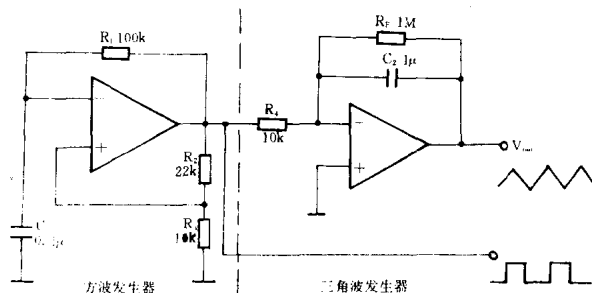 R₁ 100k
R_F 1M
C₂ 1μ
R₄
10k
R₂
22k
R₃
10k
C
−
+
−
+
方波发生器
三角波发生器